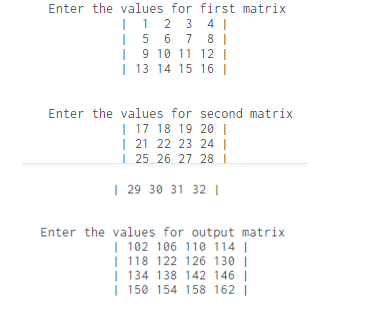 Enter the values for first matrix
| 1 2 3 4 |
| 5 6 7 8 |
| 9 10 11 12 |
| 13 14 15 16 |
Enter the values for second matrix
| 17 18 19 20 |
| 21 22 23 24 |
| 25 26 27 28 |
| 29 30 31 32 |
Enter the values for output matrix
| 102 106 110 114 |
| 118 122 126 130 |
| 134 138 142 146 |
| 150 154 158 162 |